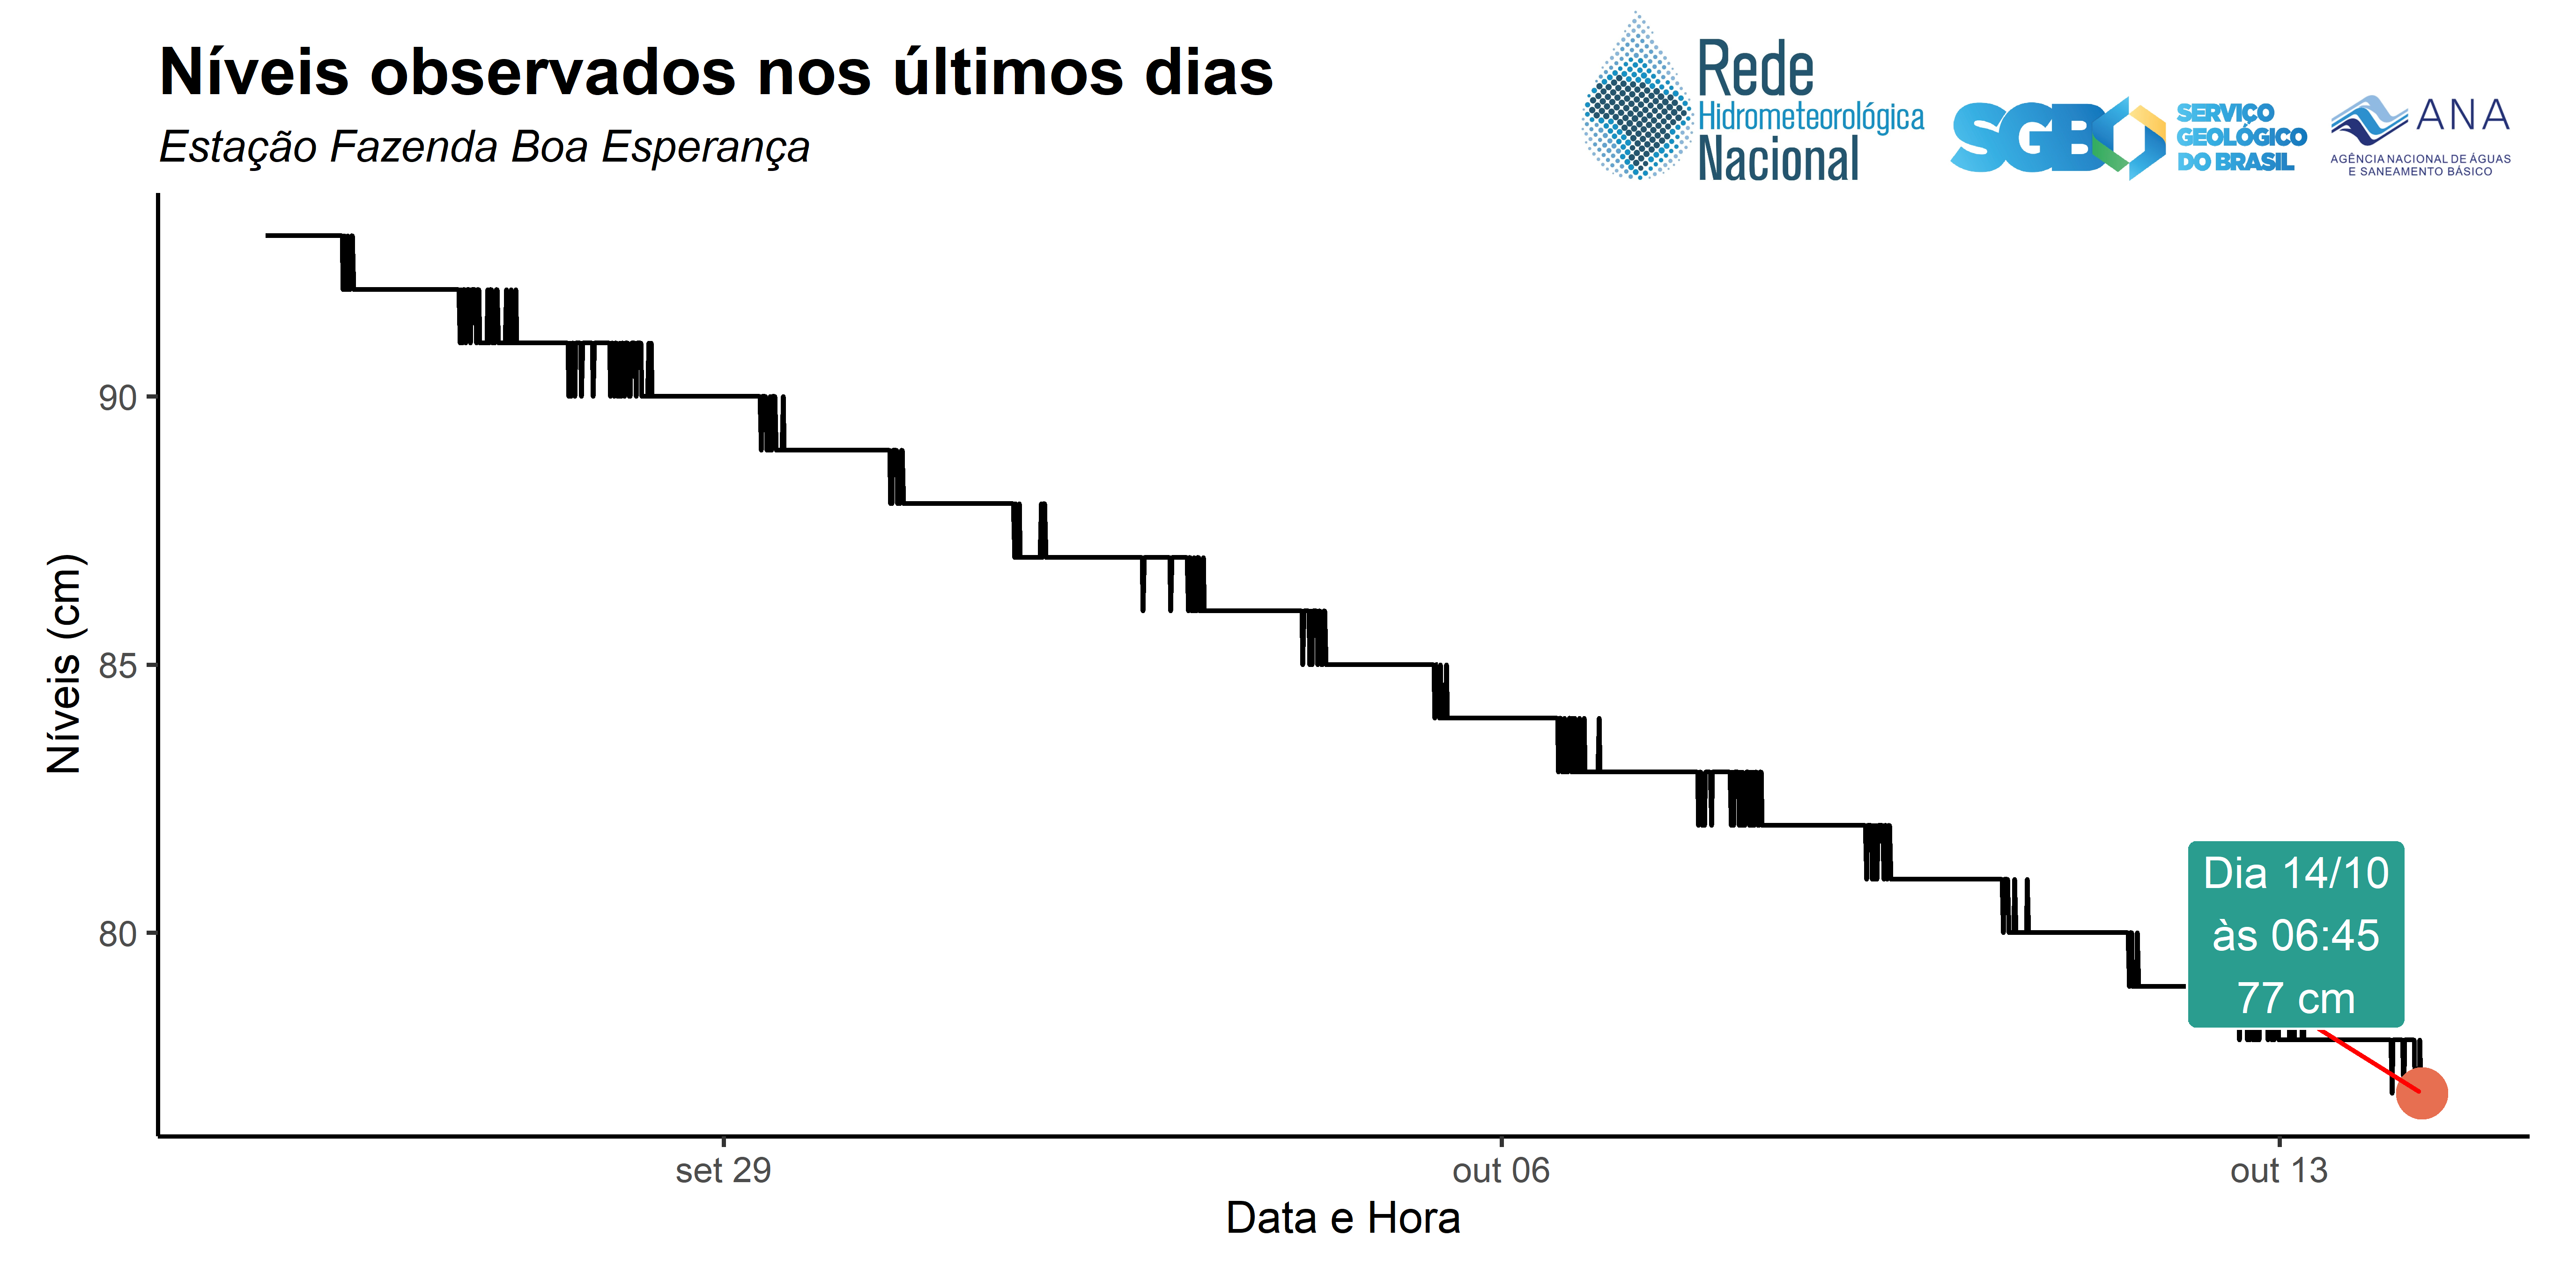 Níveis observados nos últimos dias
Estação Fazenda Boa Esperança
Rede
Hidrometeorológica
Nacional
SGB
SERVIÇO
GEOLÓGICO
DO BRASIL
ANA
AGÊNCIA NACIONAL DE ÁGUAS
E SANEAMENTO BÁSICO
Níveis (cm)
90
85
80
Dia 14/10
às 06:45
77 cm
set 29
out 06
out 13
Data e Hora